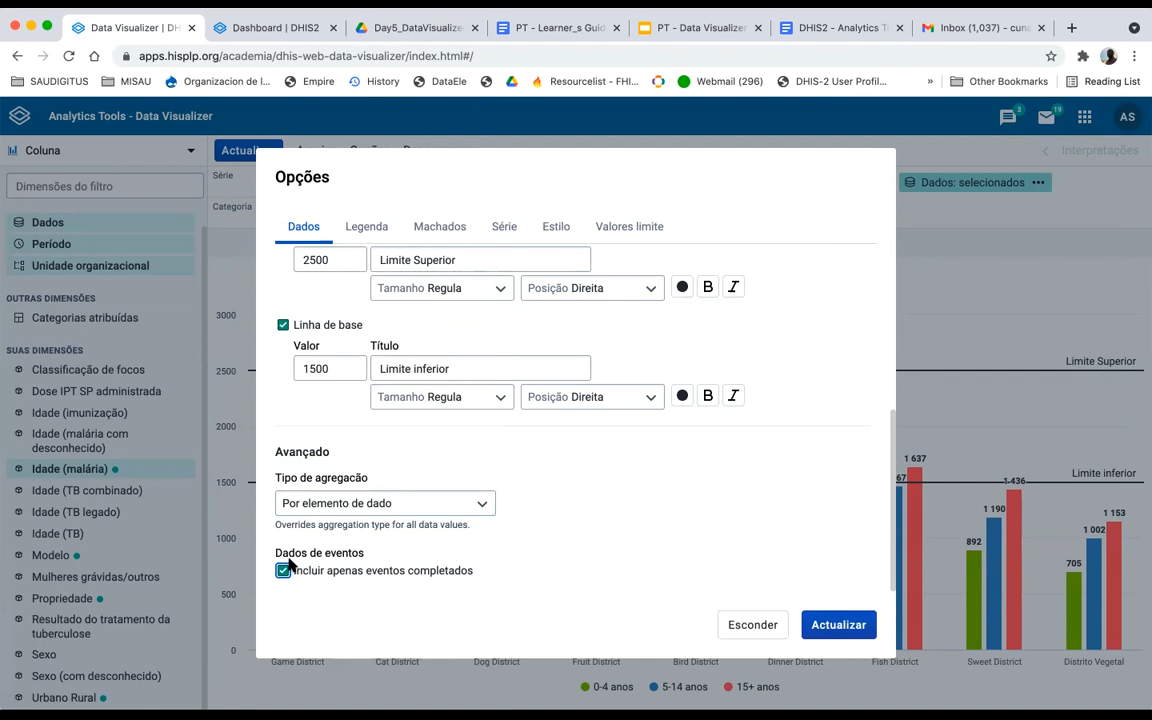 Data Visualizer | DH
Dashboard | DHIS2
Day5_DataVisualize
PT - Learner_s Guid
PT - Data Visualiz
DHIS2 - Analytics T
Inbox (1,037) - cuna
apps.hisplp.org/academia/dhis-web-data-visualizer/index.html#/
SAUDIGITUS
MISAU
Organizacion de I...
Empire
History
DataEle
Resourcelist - FHI...
Webmail (296)
DHIS-2 User Profil...
»
Other Bookmarks
Reading List
Analytics Tools - Data Visualizer
3
19
AS
Coluna
Actuali
Interpretações
Dimensões do filtro
Série
Categoria
Dados: selecionados
Dados
Período
Unidade organizacional
OUTRAS DIMENSÕES
Categorias atribuídas
SUAS DIMENSÕES
Classificação de focos
Dose IPT SP administrada
Idade (imunização)
Idade (malária com
desconhecido)
Idade (malária)
Idade (TB combinado)
Idade (TB legado)
Idade (TB)
Modelo
Mulheres grávidas/outros
Propriedade
Resultado do tratamento da
tuberculose
Sexo
Sexo (com desconhecido)
Urbano Rural
Opções
Dados
Legenda
Machados
Série
Estilo
Valores limite
2500
Limite Superior
Tamanho Regula
Posição Direita
B
I
Linha de base
Valor
Título
1500
Limite inferior
Tamanho Regula
Posição Direita
B
I
Avançado
Tipo de agregacão
Por elemento de dado
Overrides aggregation type for all data values.
Dados de eventos
Incluir apenas eventos completados
Esconder
Actualizar
3000
2500
2000
1500
1000
500
0
Limite Superior
Limite inferior
67
1 637
892
1 190
1 436
705
1 002
1 153
Game District
Cat District
Dog District
Fruit District
Bird District
Dinner District
Fish District
Sweet District
Distrito Vegetal
0-4 anos
5-14 anos
15+ anos